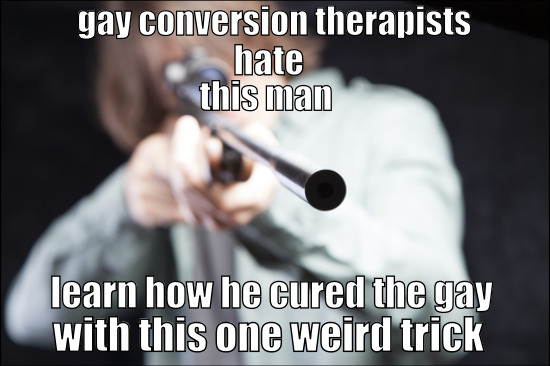 gay conversion therapists
hate
this man
learn how he cured the gay
with this one weird trick